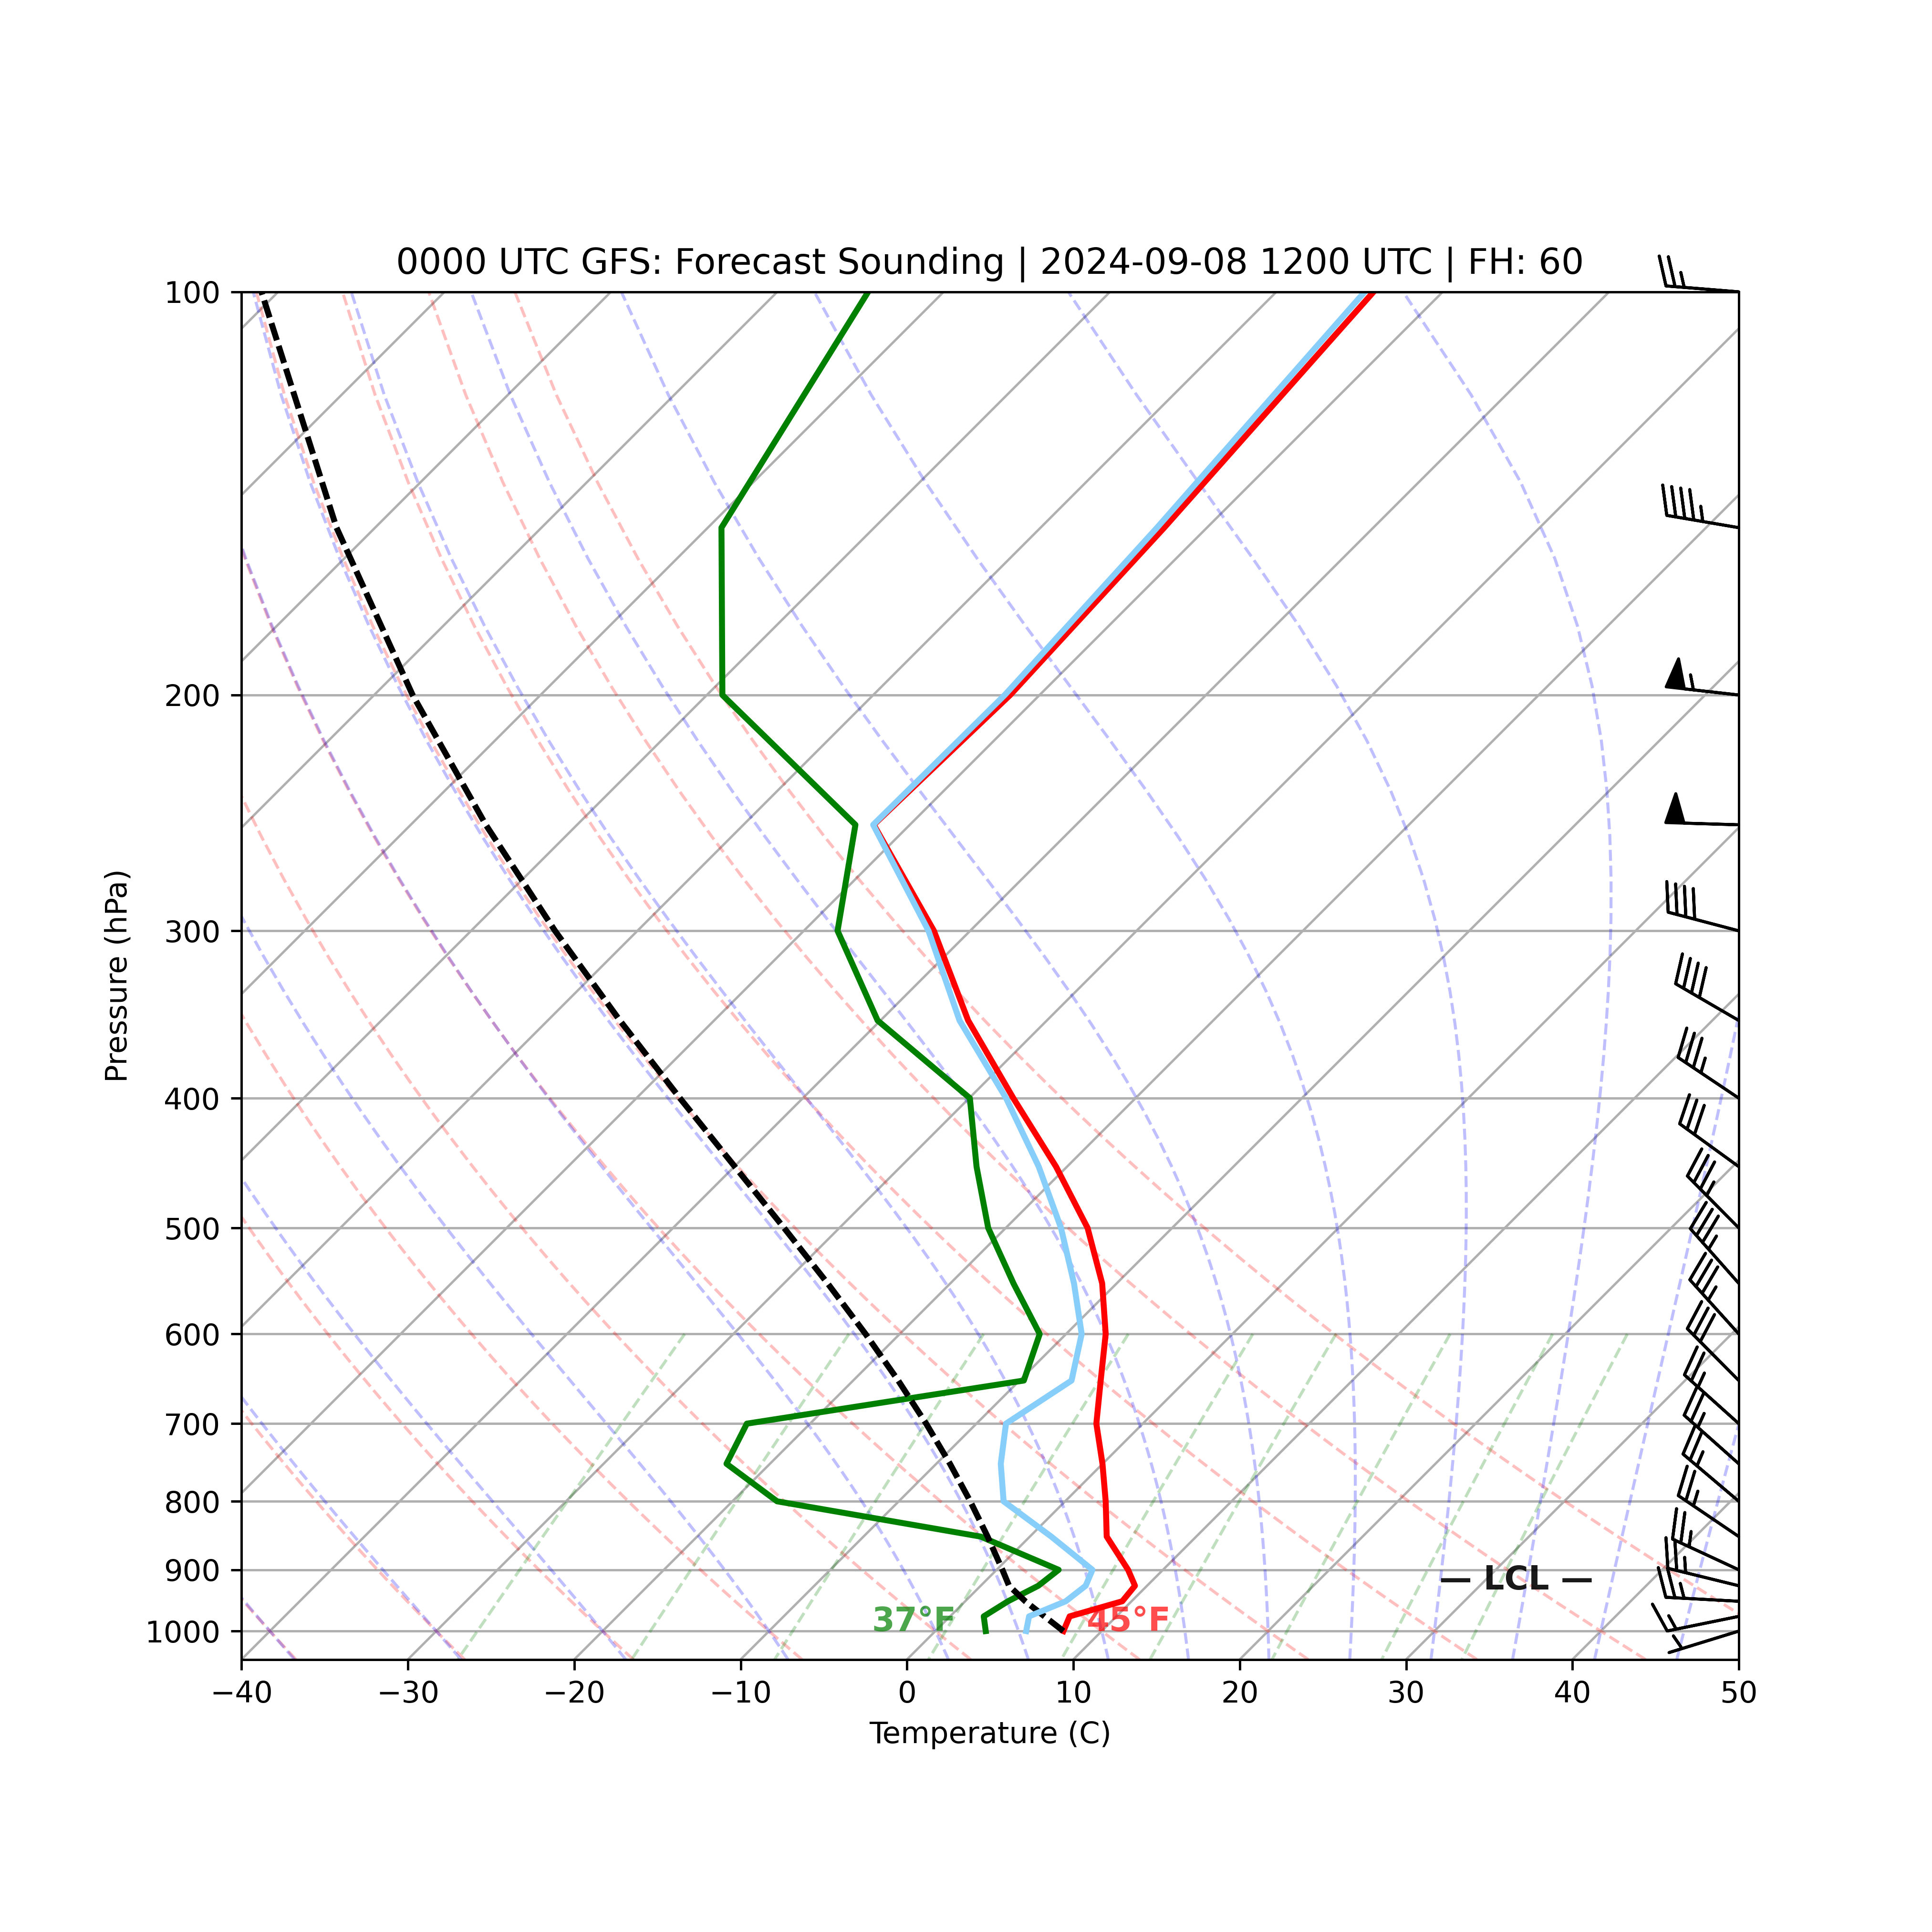 0000 UTC GFS: Forecast Sounding | 2024-09-08 1200 UTC | FH: 60
100
200
300
400
500
600
700
800
900
1000
Pressure (hPa)
— LCL —
37°F
45°F
−40 −30 −20 −10 0 10 20 30 40 50
Temperature (C)